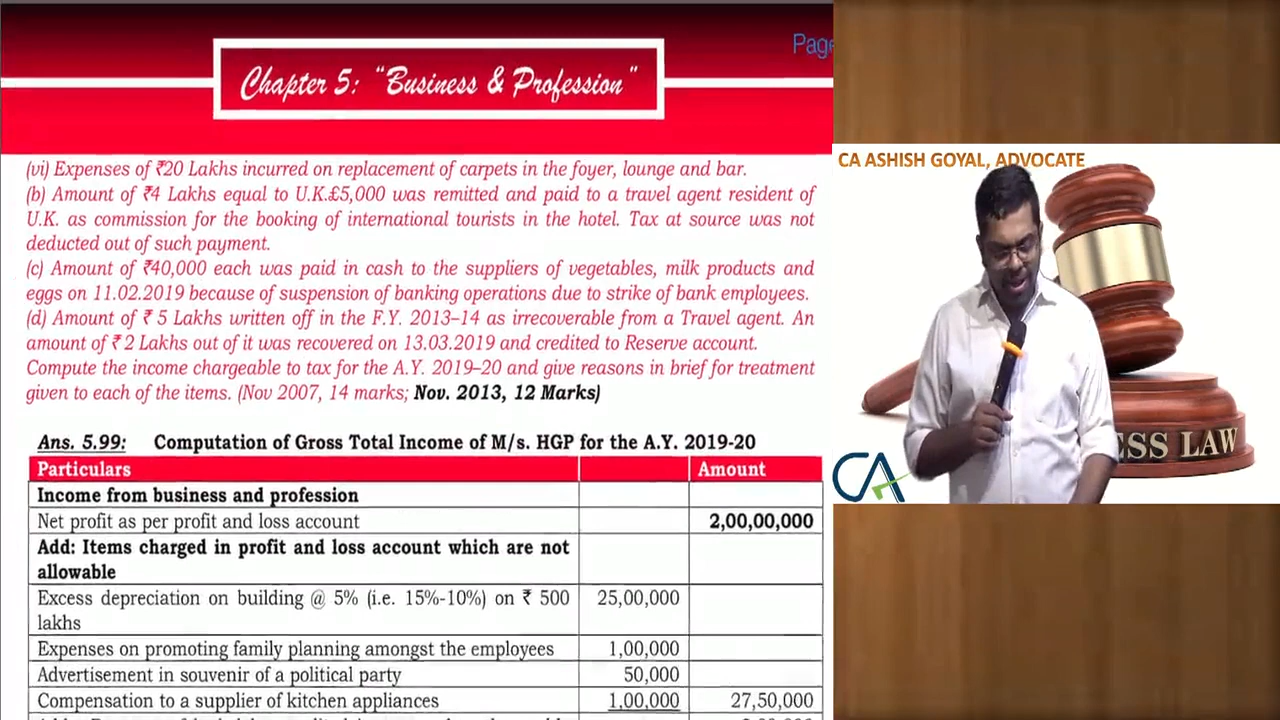 Page
Chapter 5: “Business & Profession”
(vi) Expenses of ₹20 Lakhs incurred on replacement of carpets in the foyer, lounge and bar.
(b) Amount of ₹4 Lakhs equal to U.K.£5,000 was remitted and paid to a travel agent resident of
U.K. as commission for the booking of international tourists in the hotel. Tax at source was not
deducted out of such payment.
(c) Amount of ₹40,000 each was paid in cash to the suppliers of vegetables, milk products and
eggs on 11.02.2019 because of suspension of banking operations due to strike of bank employees.
(d) Amount of ₹ 5 Lakhs written off in the F.Y. 2013–14 as irrecoverable from a Travel agent. An
amount of ₹ 2 Lakhs out of it was recovered on 13.03.2019 and credited to Reserve account.
Compute the income chargeable to tax for the A.Y. 2019–20 and give reasons in brief for treatment
given to each of the items. (Nov 2007, 14 marks; Nov. 2013, 12 Marks)
Ans. 5.99: Computation of Gross Total Income of M/s. HGP for the A.Y. 2019-20
Particulars Amount
Income from business and profession
Net profit as per profit and loss account 2,00,00,000
Add: Items charged in profit and loss account which are not
allowable
Excess depreciation on building @ 5% (i.e. 15%-10%) on ₹ 500 25,00,000
lakhs
Expenses on promoting family planning amongst the employees 1,00,000
Advertisement in souvenir of a political party 50,000
Compensation to a supplier of kitchen appliances 1,00,000 27,50,000
CA ASHISH GOYAL, ADVOCATE
ESS LAW
CA